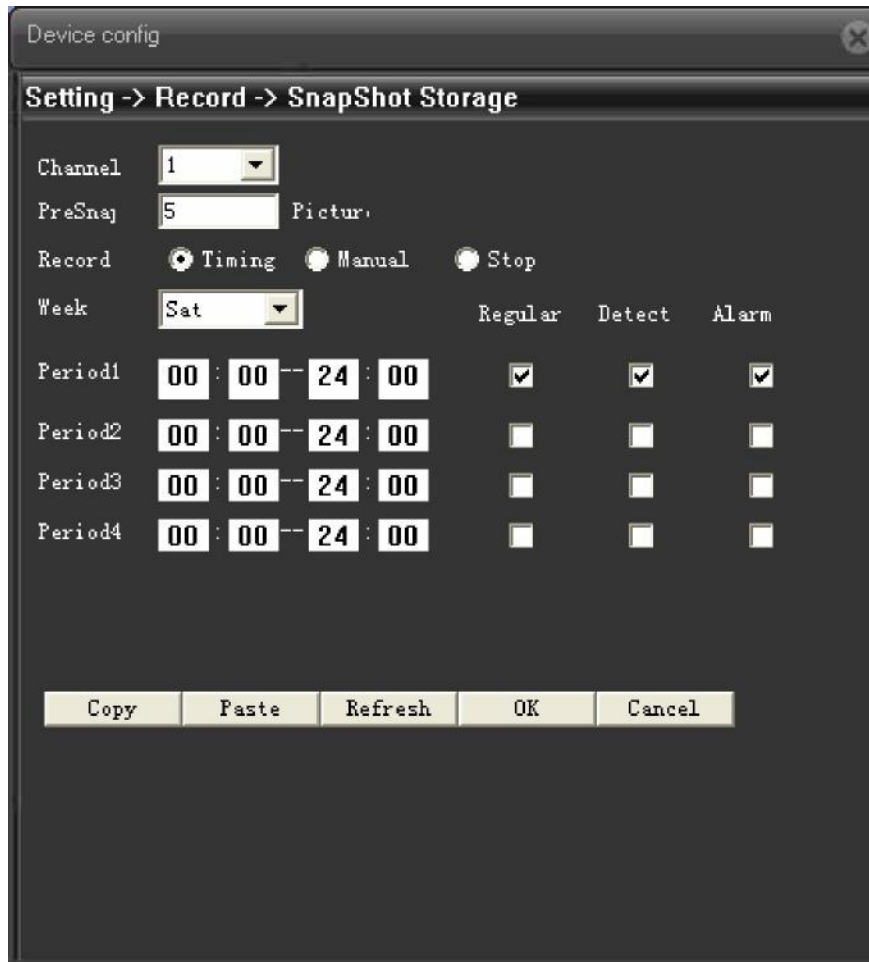 Device config
Setting -> Record -> SnapShot Storage
Channel 1
PreSnap 5 Pictur
Record Timing Manual Stop
Week Sat Regular Detect Alarm
Period1 00 : 00 -- 24 : 00
Period2 00 : 00 -- 24 : 00
Period3 00 : 00 -- 24 : 00
Period4 00 : 00 -- 24 : 00
Copy Paste Refresh OK Cancel